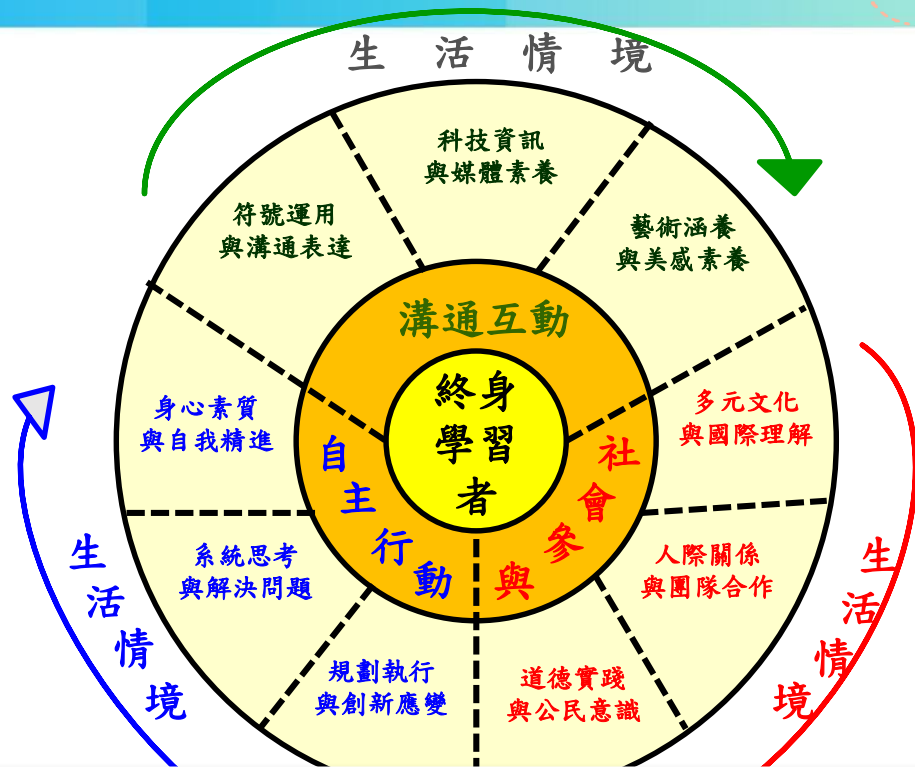 生活情境
科技資訊
與媒體素養
符號運用
與溝通表達
藝術涵養
與美感素養
溝通互動
終身
學習
者
身心素質
與自我精進
多元文化
與國際理解
自主行動
社會參與
系統思考
與解決問題
人際關係
與團隊合作
規劃執行
與創新應變
道德實踐
與公民意識
生活情境
生活情境